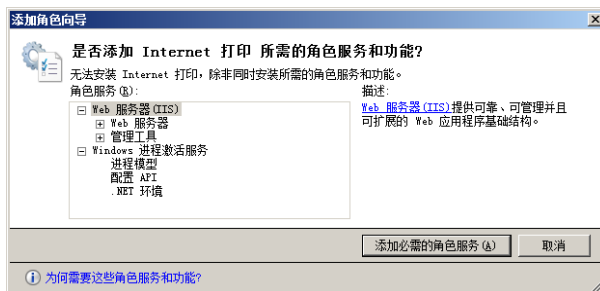 添加角色向导
是否添加 Internet 打印 所需的角色服务和功能?
无法安装 Internet 打印，除非同时安装所需的角色服务和功能。
角色服务(R):
描述:
Web 服务器(IIS)
Web 服务器
管理工具
Windows 进程激活服务
进程模型
配置 API
.NET 环境
Web 服务器(IIS)提供可靠、可管理并且
可扩展的 Web 应用程序基础结构。
添加必需的角色服务(A)
取消
为何需要这些角色服务和功能?